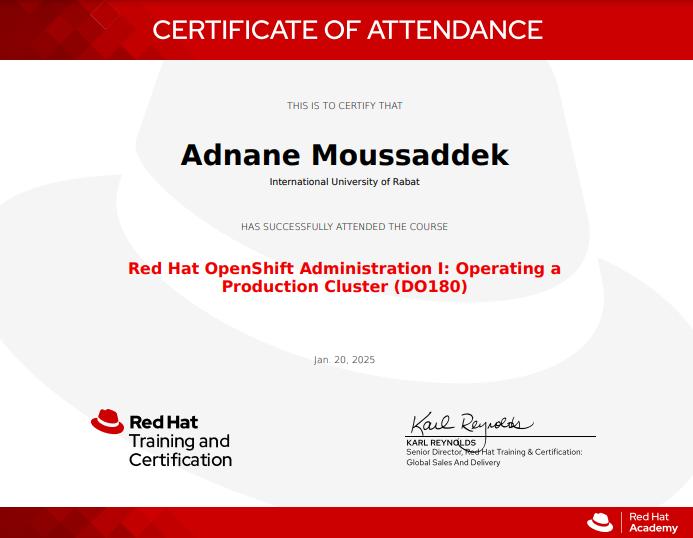 CERTIFICATE OF ATTENDANCE
THIS IS TO CERTIFY THAT
Adnane Moussaddek
International University of Rabat
HAS SUCCESSFULLY ATTENDED THE COURSE
Red Hat OpenShift Administration I: Operating a
Production Cluster (DO180)
Jan. 20, 2025
Red Hat
Training and
Certification
Karl Reynolds
KARL REYNOLDS
Senior Director, Red Hat Training & Certification:
Global Sales And Delivery
Red Hat
Academy